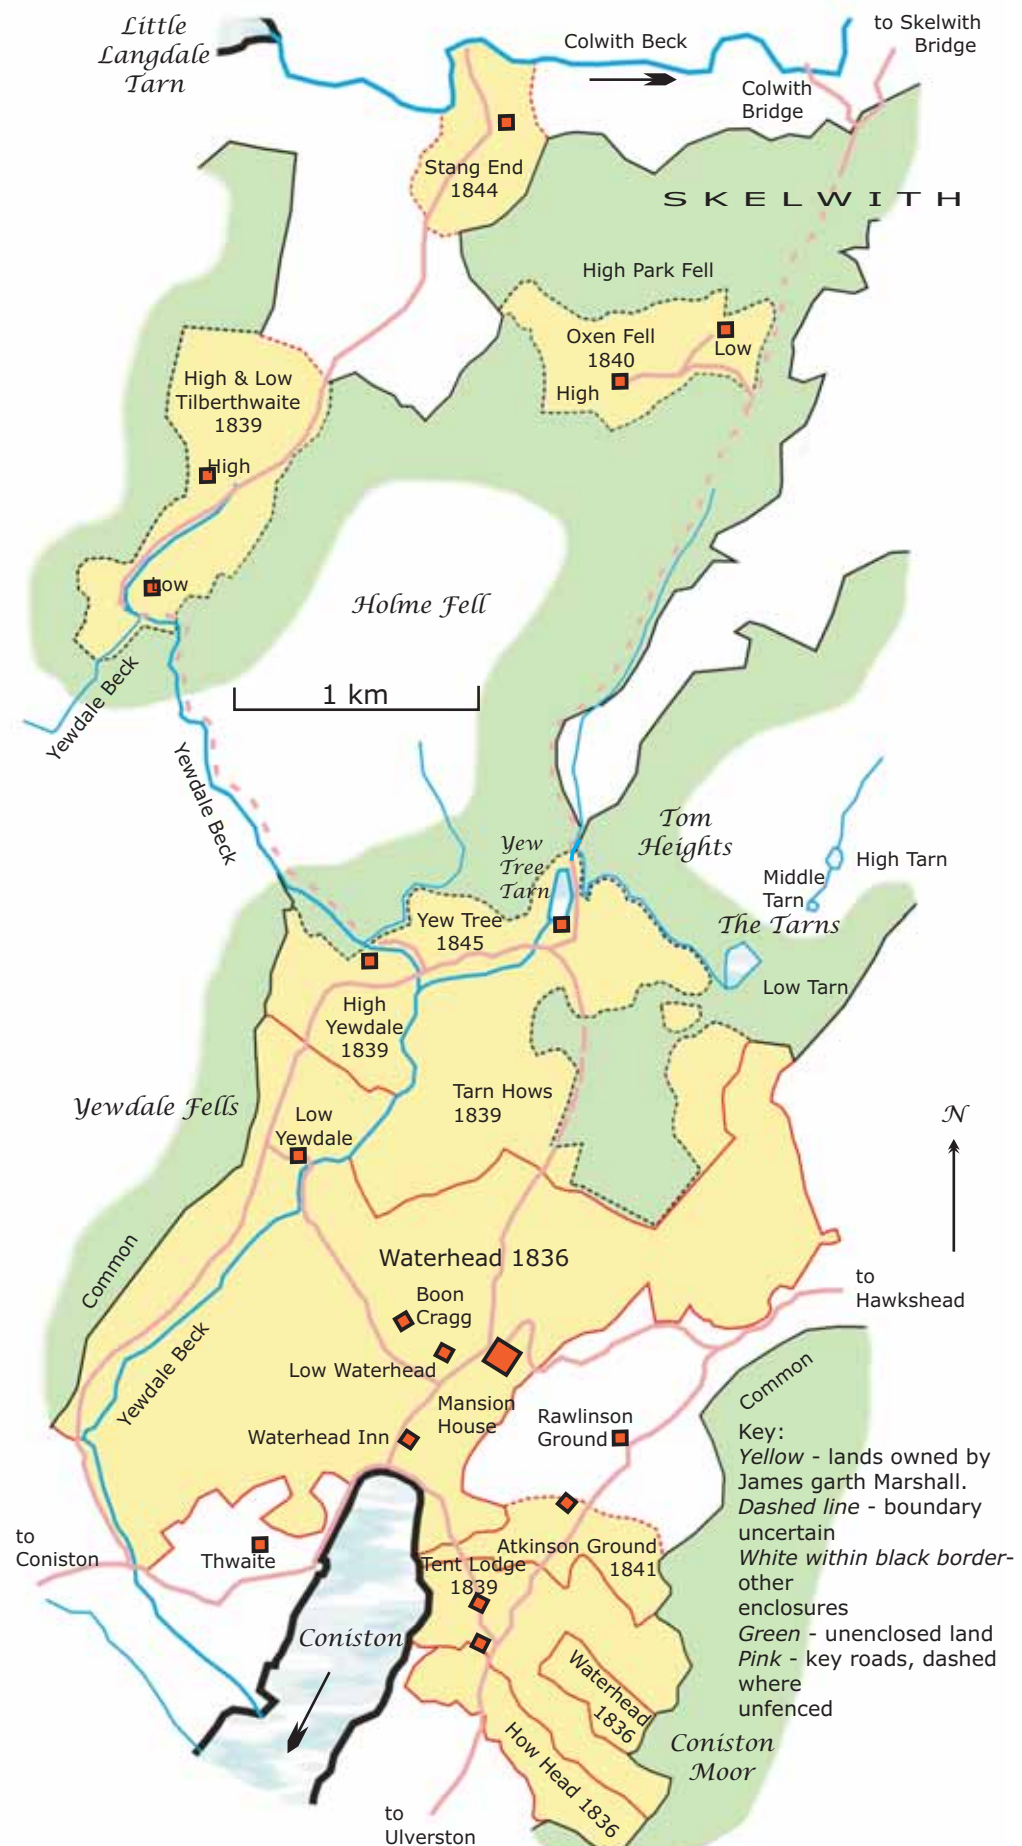 Little
Langdale
Tarn
Colwith Beck
to Skelwith
Bridge
Colwith
Bridge
Stang End
1844
SKELWITH
High Park Fell
Oxen Fell
1840
Low
High
High & Low
Tilberthwaite
1839
High
Low
Holme Fell
1 km
Yewdale Beck
Yewdale Beck
Yew
Tree
Tarn
Tom
Heights
High Tarn
Middle
Tarn
The Tarns
Low Tarn
Yew Tree
1845
High
Yewdale
1839
Yewdale Fells
Tarn Hows
1839
Low
Yewdale
N
Waterhead 1836
Common
to
Hawkshead
Boon
Cragg
Yewdale Beck
Low Waterhead
Mansion
House
Common
Waterhead Inn
Rawlinson
Ground
Key:
Yellow - lands owned by
James garth Marshall.
Dashed line - boundary
uncertain
White within black border-
other
enclosures
Green - unenclosed land
Pink - key roads, dashed
where
unfenced
to
Coniston
Thwaite
Atkinson Ground
1841
Tent Lodge
1839
Coniston
Waterhead
1836
How Head 1836
Coniston
Moor
to
Ulverston